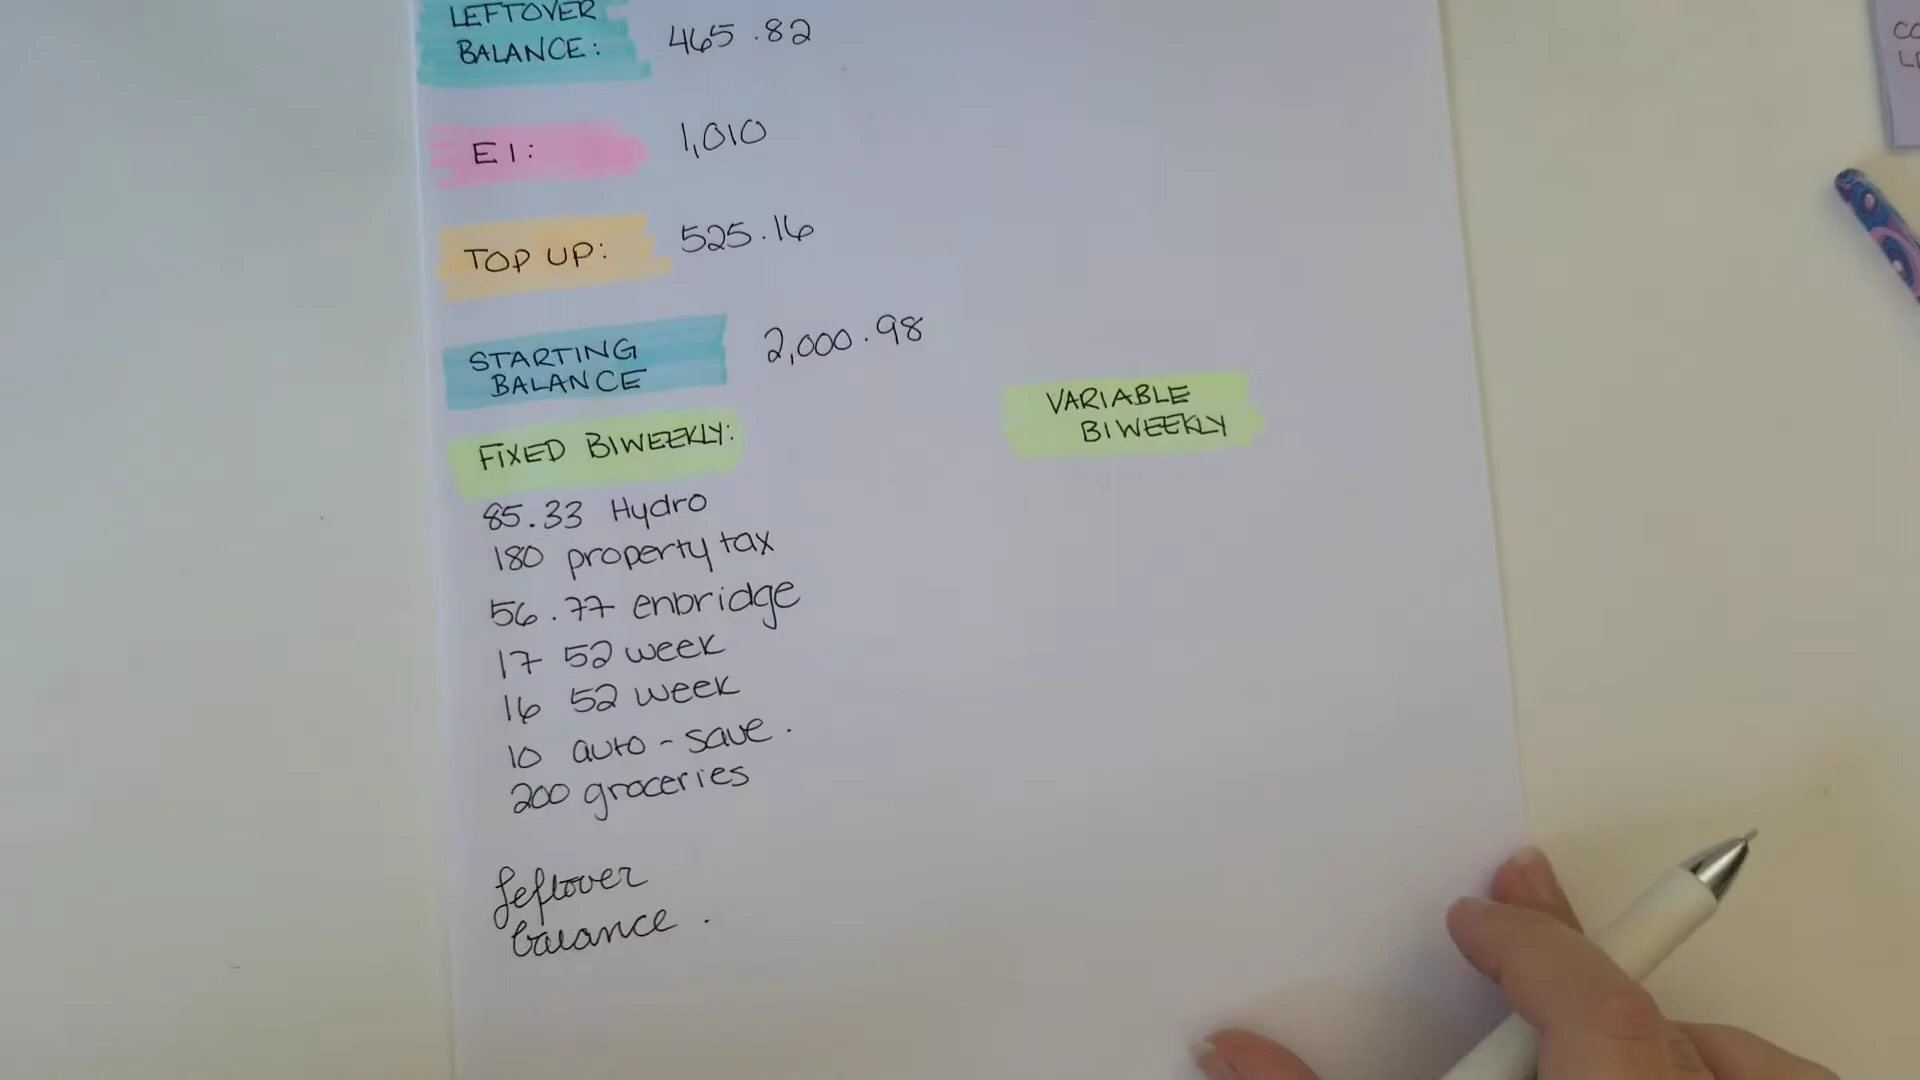 LEFTOVER
BALANCE: 465.82
EI: 1,010
TOP UP: 525.16
STARTING
BALANCE 2,000.98
FIXED BIWEEKLY:
85.33 Hydro
180 property tax
56.77 enbridge
17 52 week
16 52 week
10 auto-save.
200 groceries
leftover
balance.
VARIABLE
BIWEEKLY